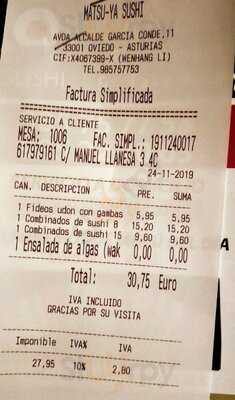 MATSU-YA SUSHI
AVDA ALCALDE GARCIA CONDE,11
33001 OVIEDO - ASTURIAS
CIF:X4067399-X (WENHANG LI)
TEL.985757753
Factura Simplificada
SERVICIO A CLIENTE
MESA: 1006 FAC. SIMPL.: 1911240017
617979161 C/ MANUEL LLANESA 3 4C
24-11-2019
CAN. DESCRIPCION PRE. SUMA
1 Fideos udon con gambas 5,95 5,95
1 Combinados de sushi 8 15,20 15,20
1 Combinados de sushi 15 9,60 9,60
1 Ensalada de algas (wak 0,00 0,00
Total: 30,75 Euro
IVA INCLUIDO
GRACIAS POR SU VISITA
Imponible IVA% IVA
27,95 10% 2,80
A